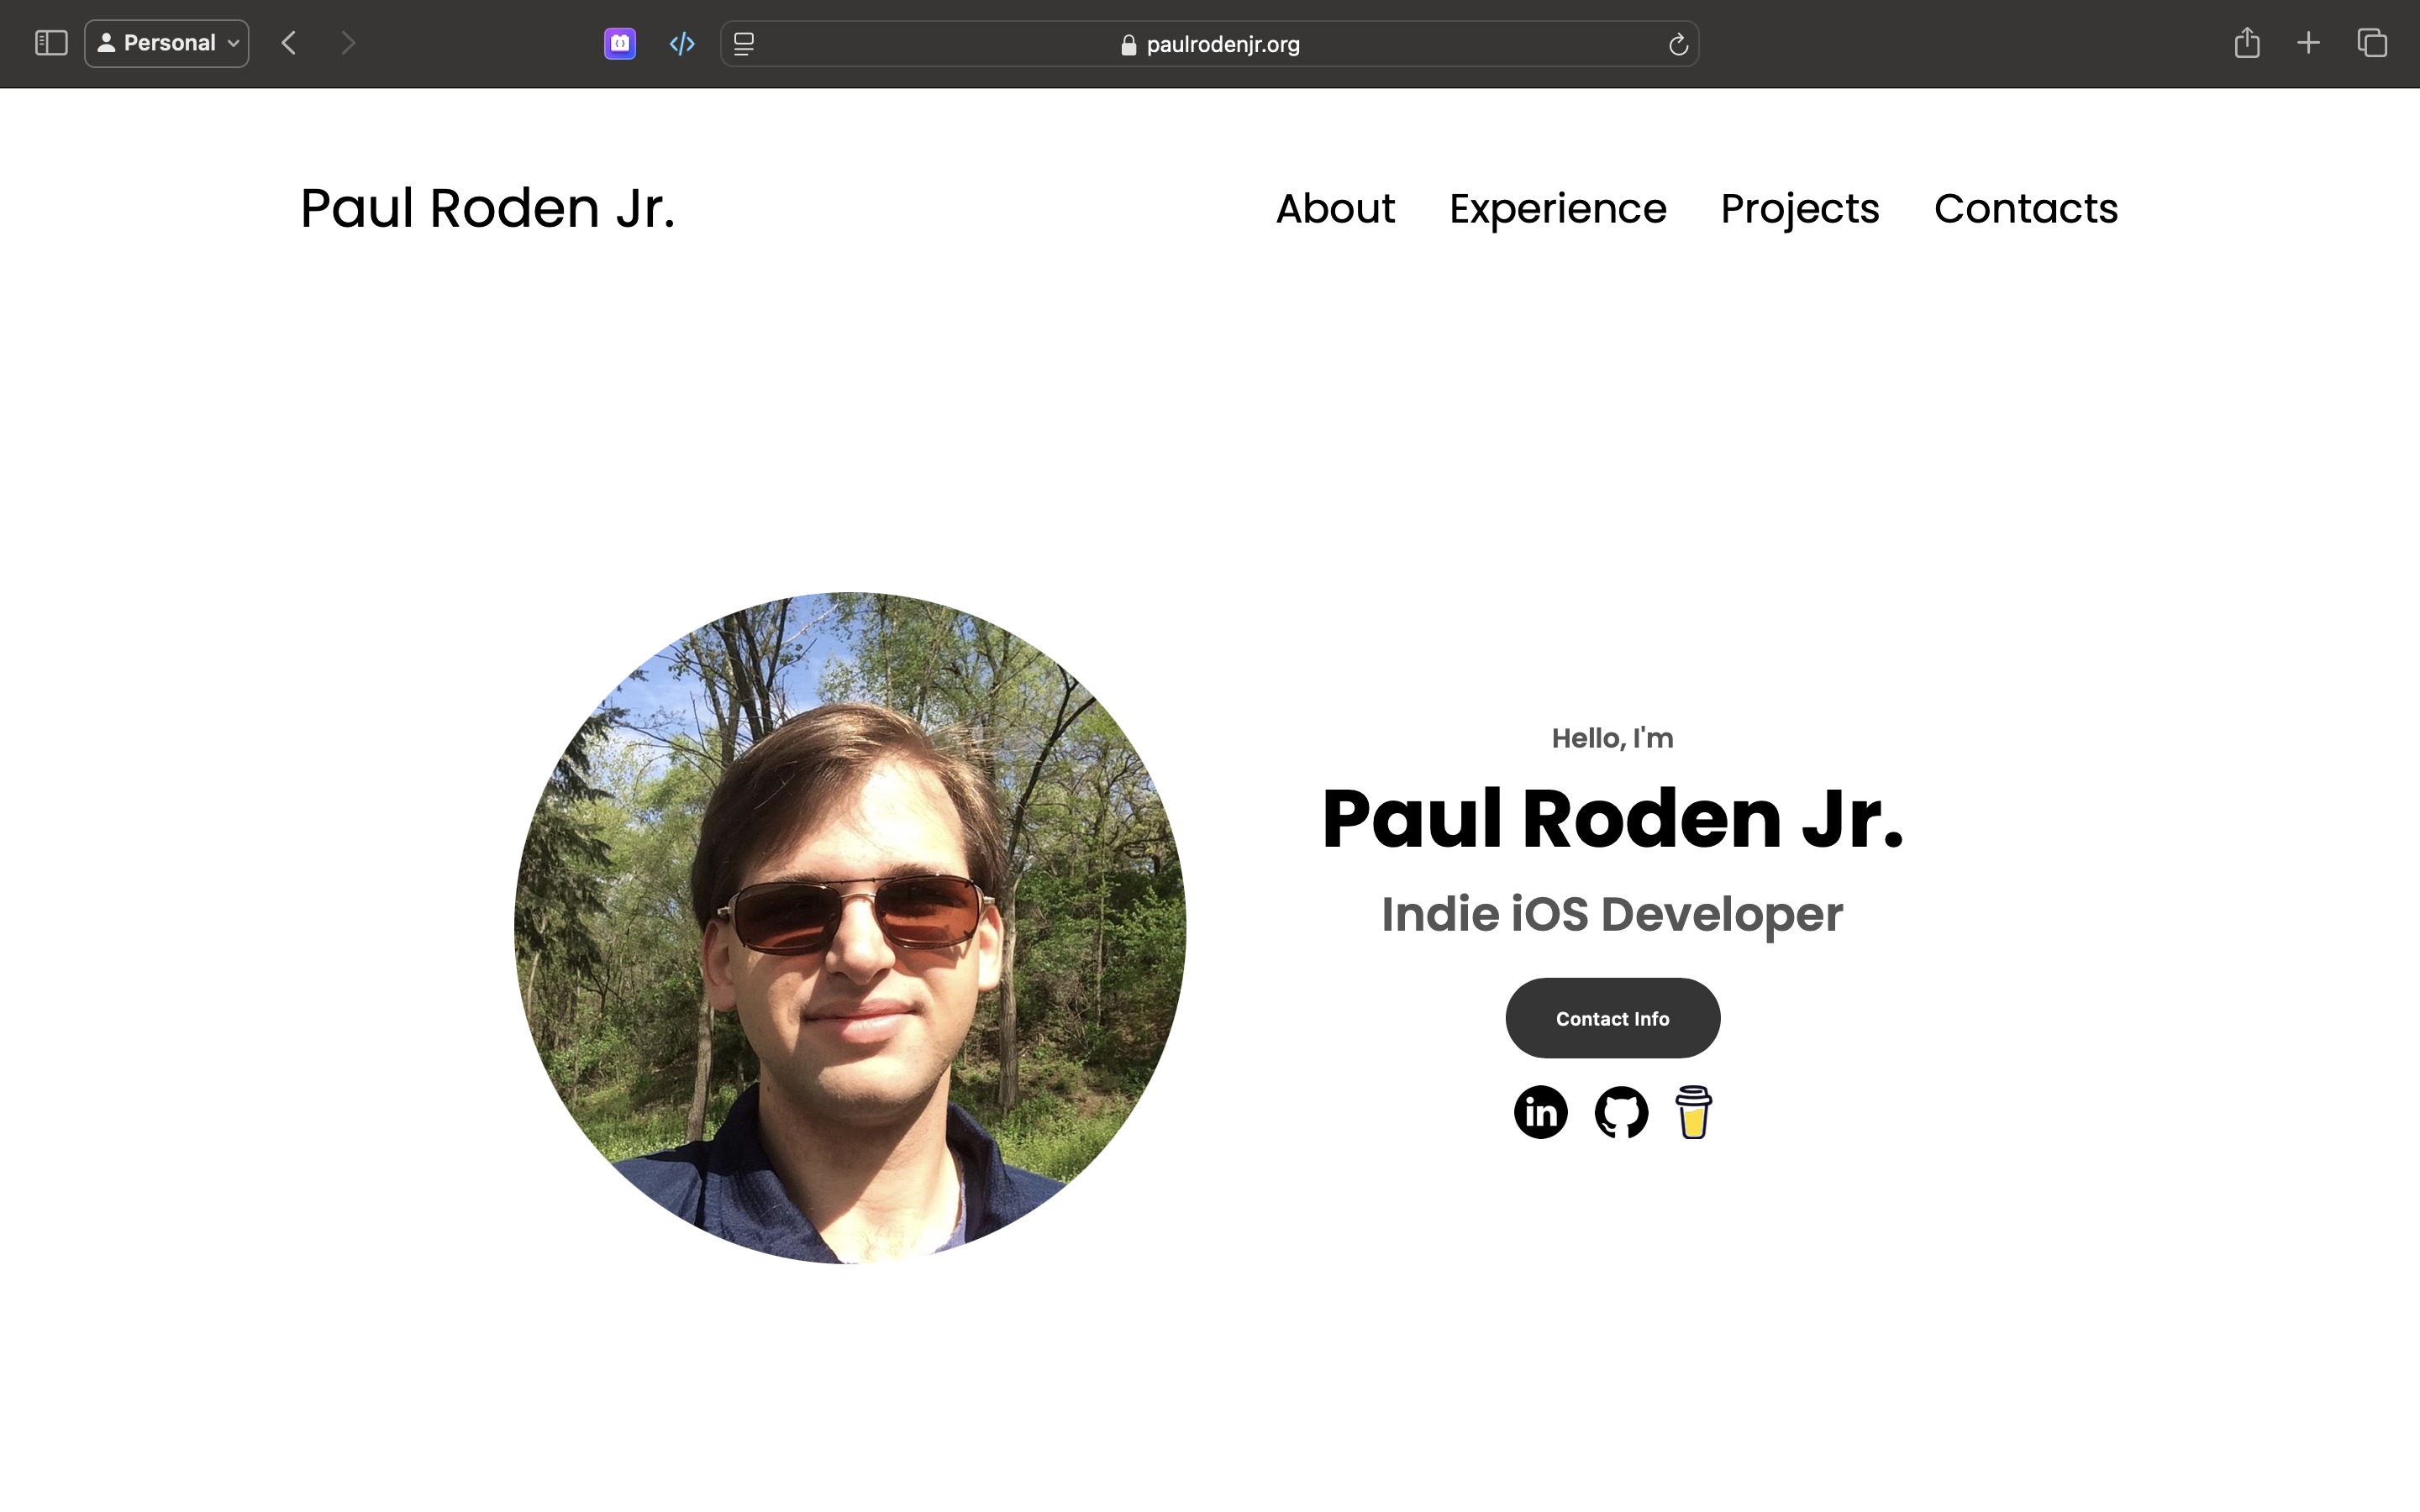 Personal
paulrodenjr.org
Paul Roden Jr.
About Experience Projects Contacts
Hello, I'm
Paul Roden Jr.
Indie iOS Developer
Contact Info
in